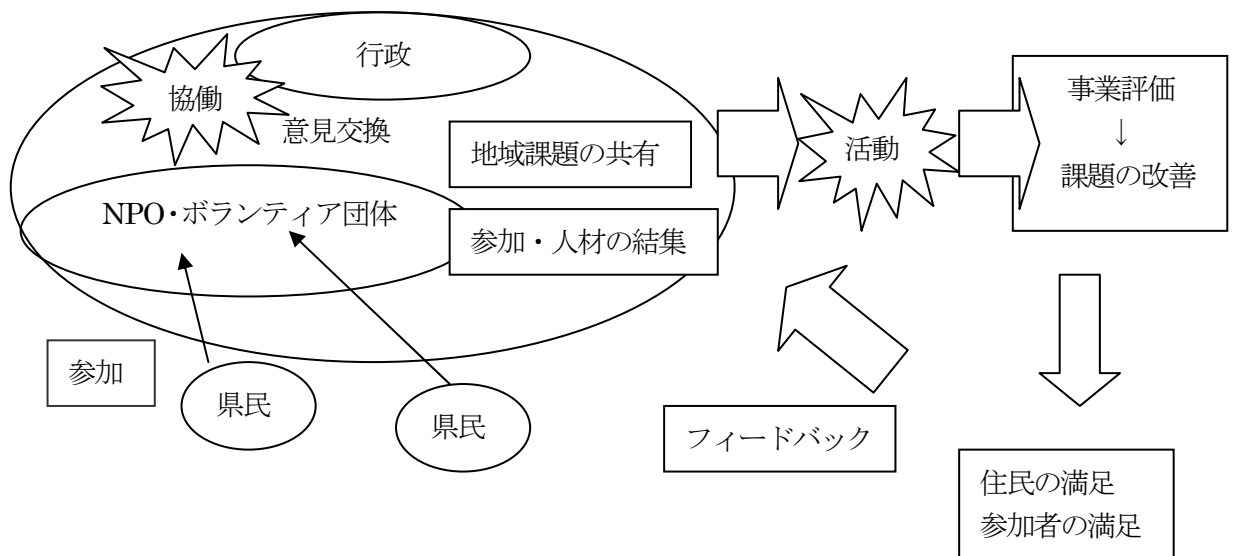 行政
協働
意見交換
地域課題の共有
NPO・ボランティア団体
参加・人材の結集
参加
県民
県民
活動
事業評価
↓
課題の改善
フィードバック
住民の満足
参加者の満足